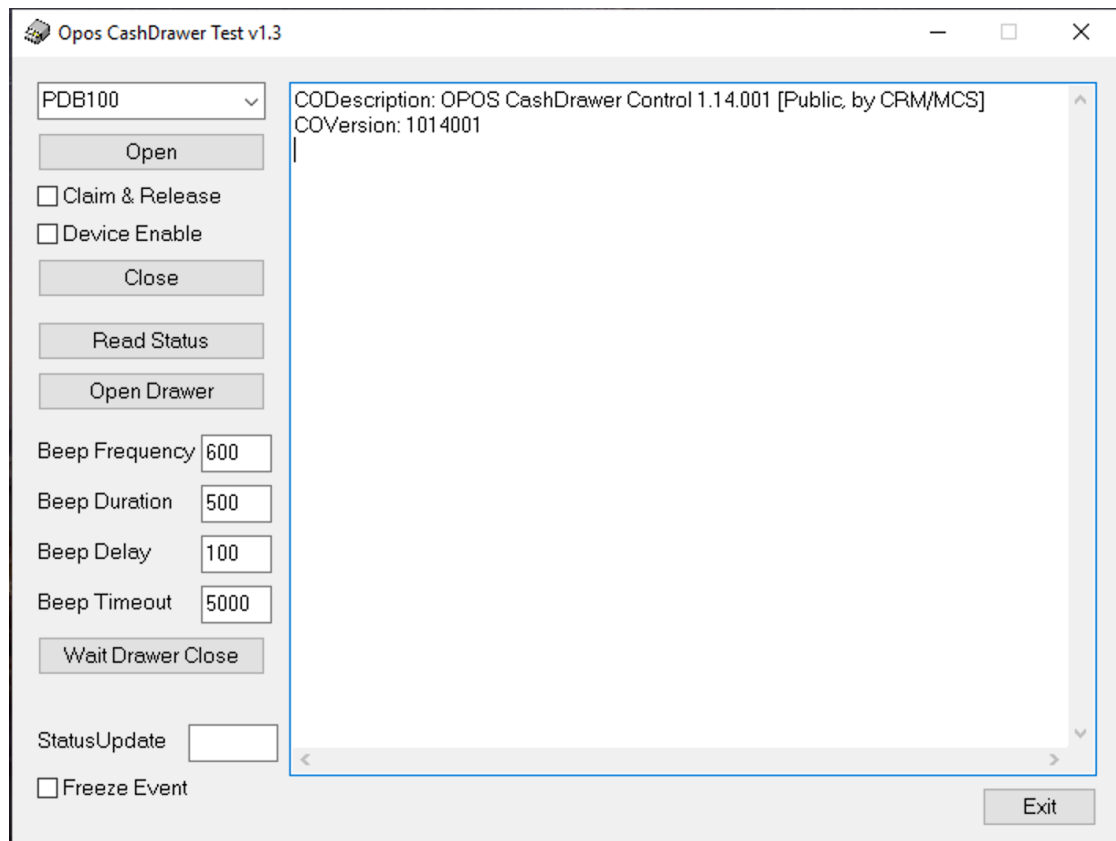 Opos CashDrawer Test v1.3
PDB100
Open
Claim & Release
Device Enable
Close
Read Status
Open Drawer
Beep Frequency 600
Beep Duration 500
Beep Delay 100
Beep Timeout 5000
Wait Drawer Close
StatusUpdate
Freeze Event
CODescription: OPOS CashDrawer Control 1.14.001 [Public, by CRM/MCS]
COVersion: 1014001
Exit